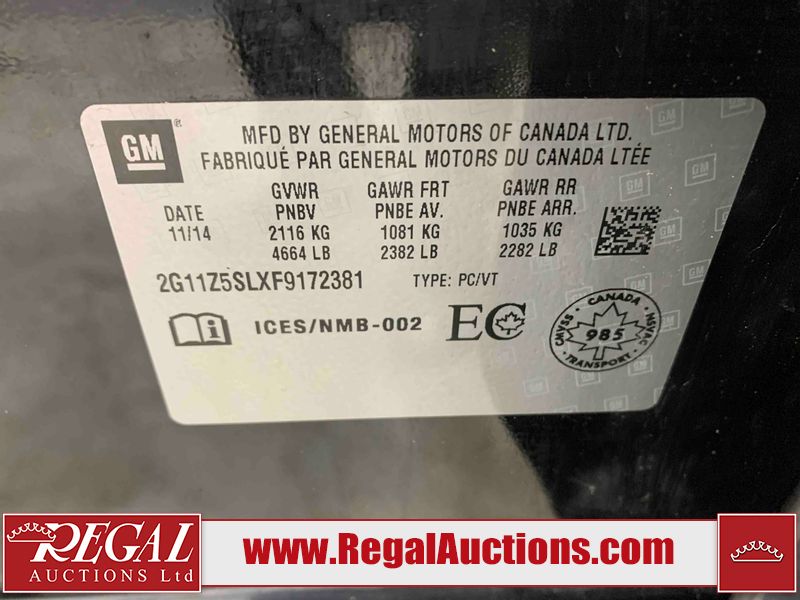 GM
MFD BY GENERAL MOTORS OF CANADA LTD.
FABRIQUÉ PAR GENERAL MOTORS DU CANADA LTÉE
GVWR GAWR FRT GAWR RR
DATE PNBV PNBE AV. PNBE ARR.
11/14 2116 KG 1081 KG 1035 KG
4664 LB 2382 LB 2282 LB
2G11Z5SLXF9172381 TYPE: PC/VT
ICES/NMB-002 EC
CANADA
CMVSS 985 NSVAC
TRANSPORT
REGAL
AUCTIONS Ltd
www.RegalAuctions.com